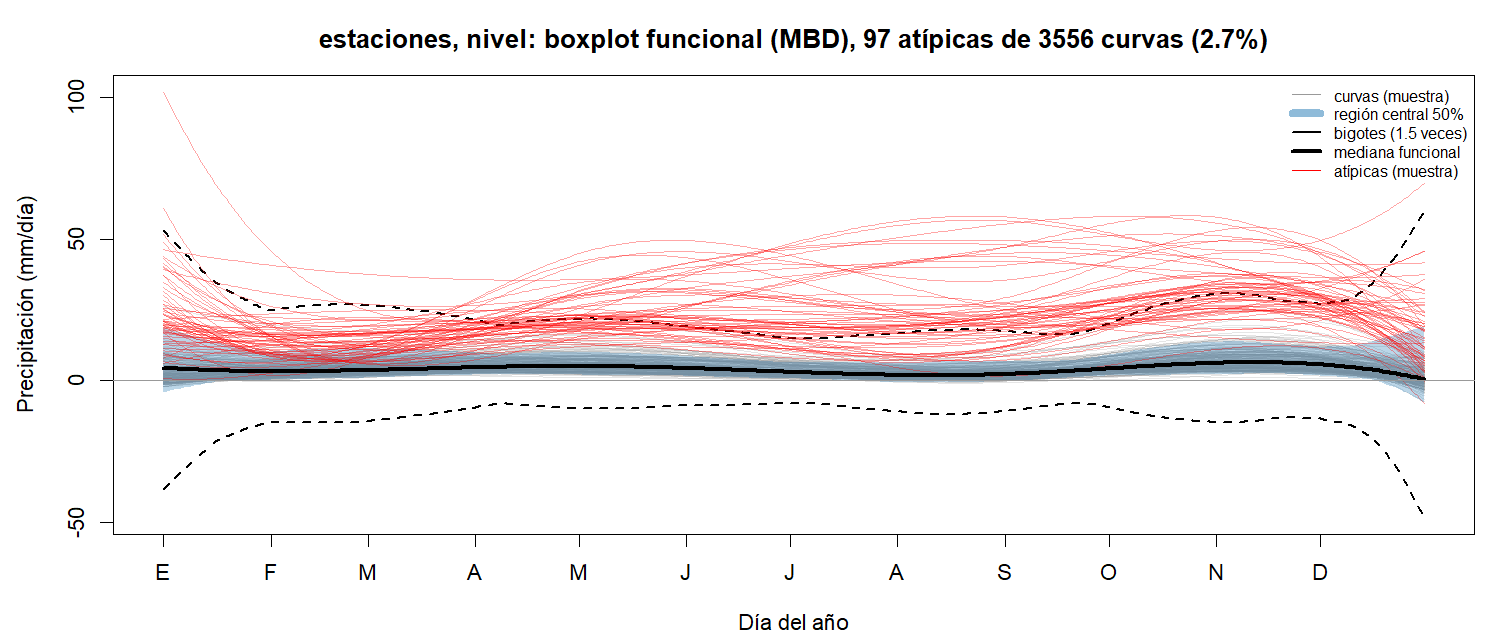 estaciones, nivel: boxplot funcional (MBD), 97 atípicas de 3556 curvas (2.7%)
curvas (muestra)
región central 50%
bigotes (1.5 veces)
mediana funcional
atípicas (muestra)
Precipitación (mm/día)
100
50
0
-50
E F M A M J J A S O N D
Día del año